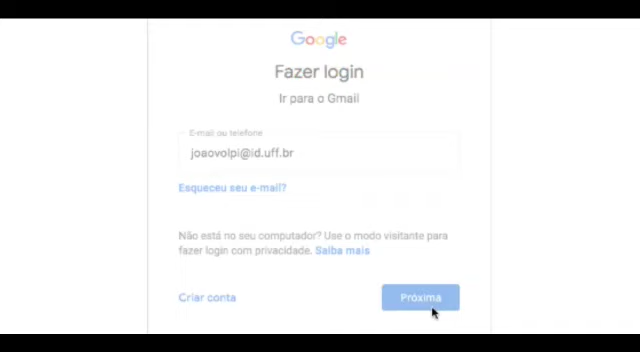 Google
Fazer login
Ir para o Gmail
E-mail ou telefone
joaovolpi@id.uff.br
Esqueceu seu e-mail?
Não está no seu computador? Use o modo visitante para
fazer login com privacidade. Saiba mais
Criar conta
Próxima